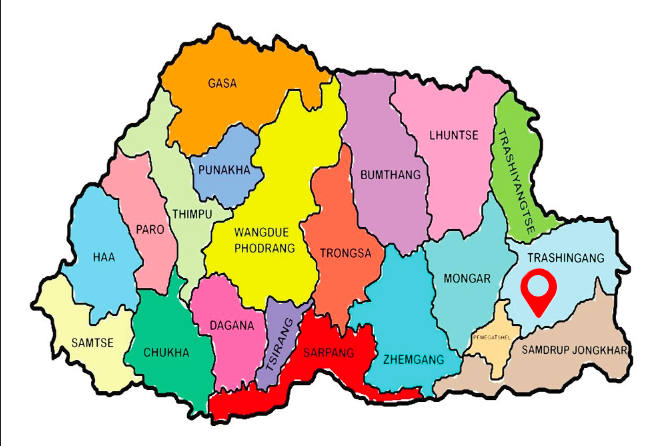 GASA
LHUNTSE
TRASHIYANGTSE
PUNAKHA
BUMTHANG
THIMPU
PARO
WANGDUE
PHODRANG
TRONGSA
HAA
TRASHINGANG
MONGAR
DAGANA
TSIRANG
SAMTSE
CHUKHA
SARPANG
ZHEMGANG
PEMEGATSHEL
SAMDRUP JONGKHAR